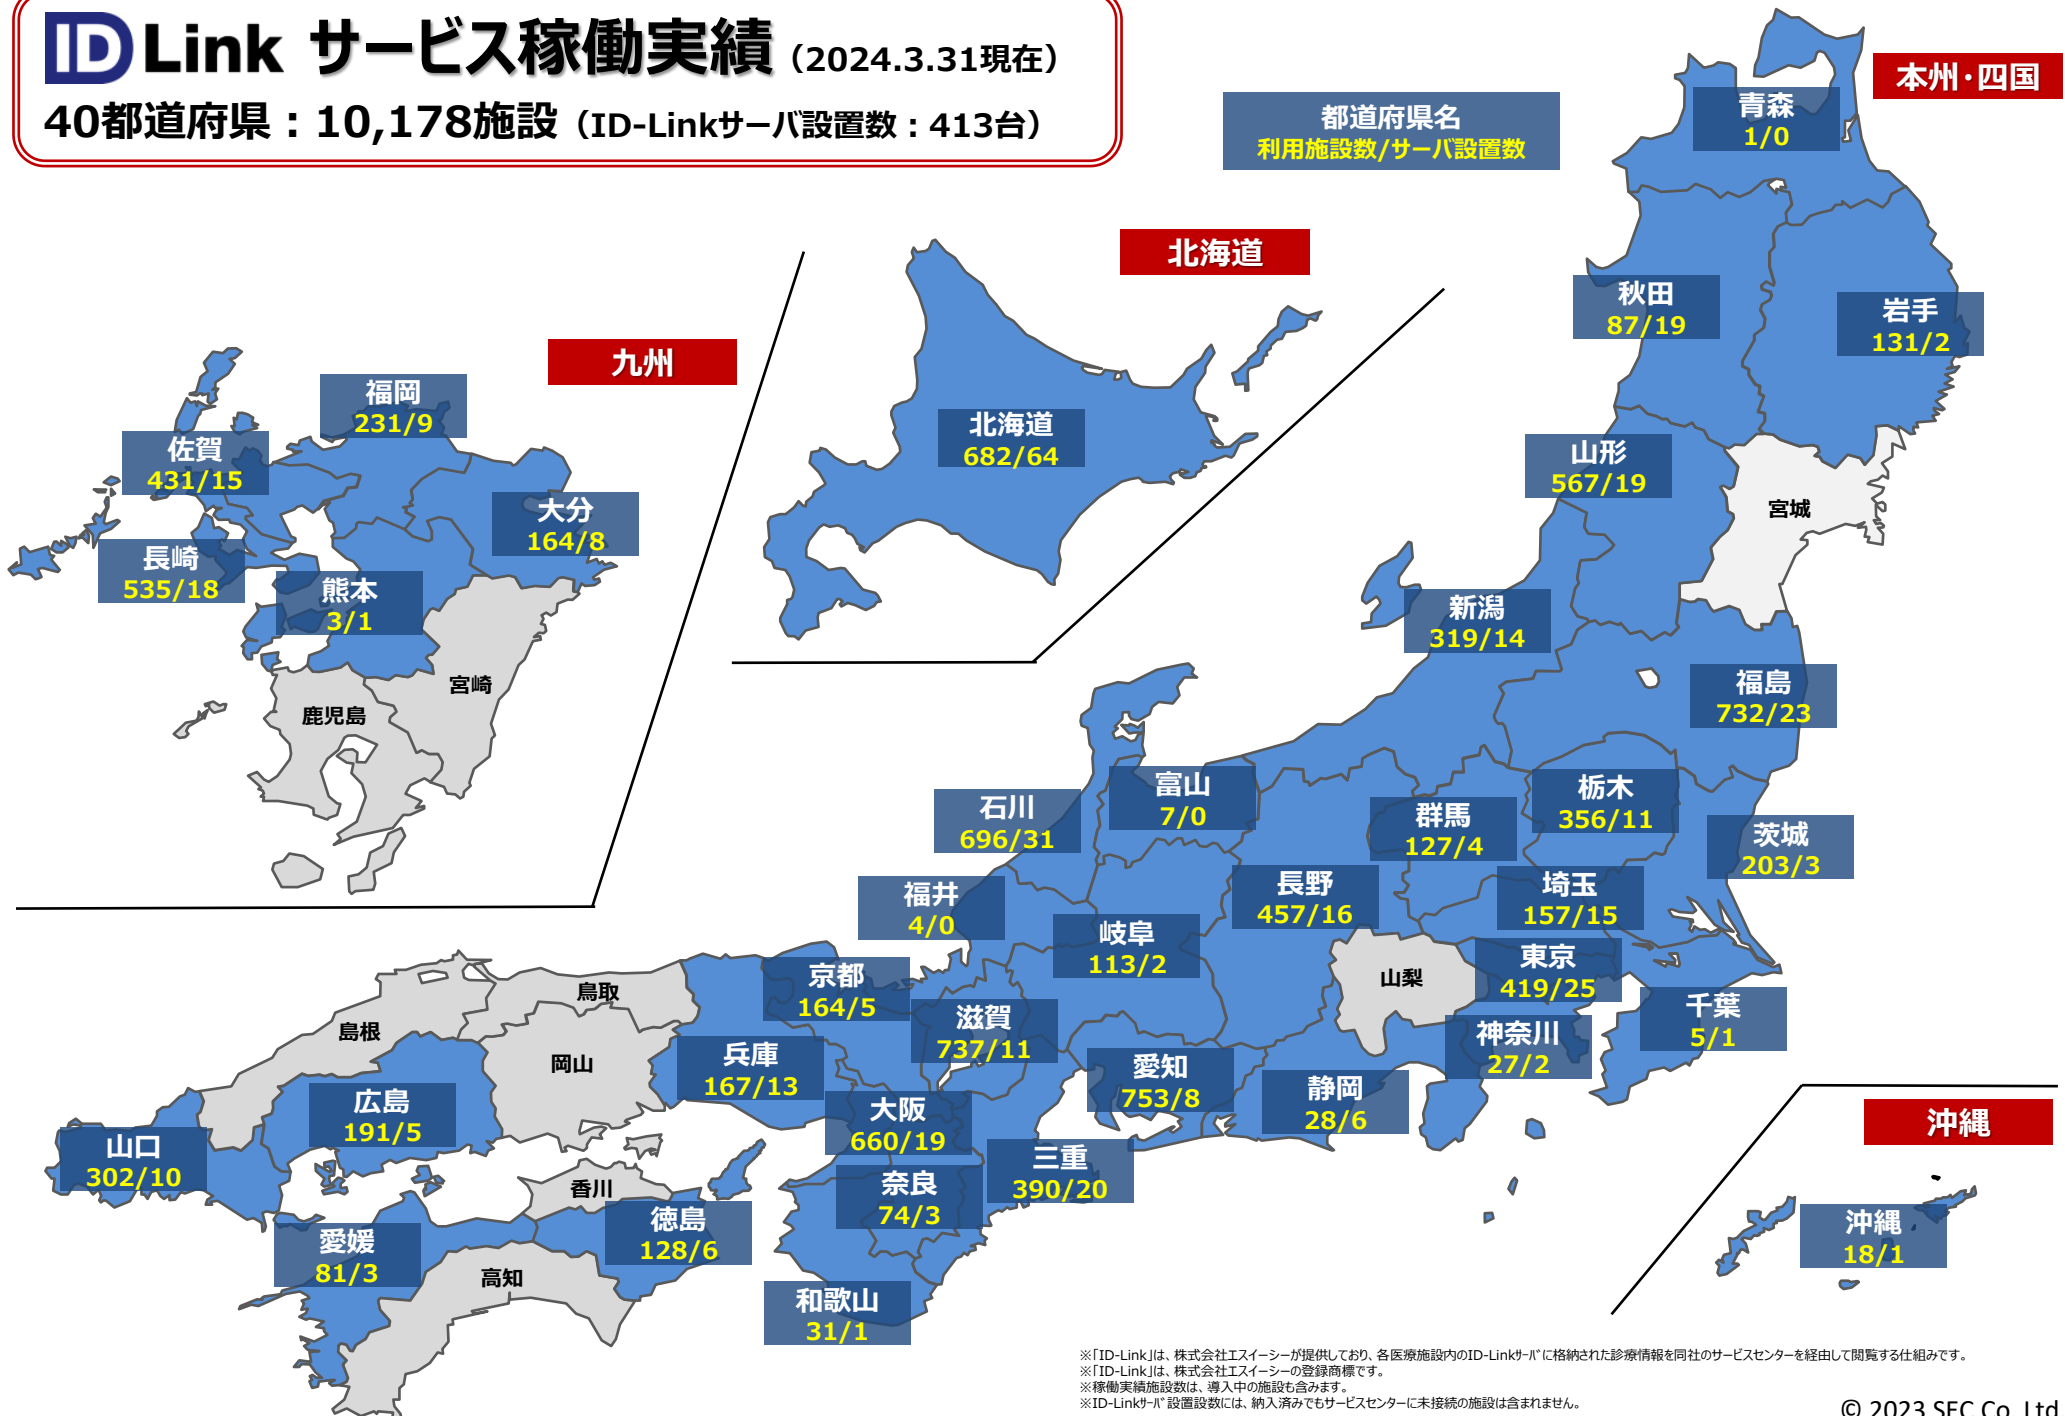 ID Link サービス稼働実績（2024.3.31現在）
40都道府県：10,178施設（ID-Linkサーバ設置数：413台）
都道府県名
利用施設数/サーバ設置数
本州・四国
青森
1/0
秋田
87/19
岩手
131/2
山形
567/19
宮城
新潟
319/14
福島
732/23
北海道
北海道
682/64
九州
福岡
231/9
佐賀
431/15
大分
164/8
長崎
535/18
熊本
3/1
宮崎
鹿児島
富山
7/0
石川
696/31
栃木
356/11
群馬
127/4
茨城
203/3
福井
4/0
長野
457/16
埼玉
157/15
岐阜
113/2
山梨
東京
419/25
千葉
5/1
神奈川
27/2
京都
164/5
滋賀
737/11
鳥取
島根
岡山
兵庫
167/13
愛知
753/8
静岡
28/6
広島
191/5
大阪
660/19
山口
302/10
三重
390/20
奈良
74/3
香川
徳島
128/6
愛媛
81/3
高知
和歌山
31/1
沖縄
沖縄
18/1
※「ID-Link」は、株式会社エスイーシーが提供しており、各医療施設内のID-Linkサーバに格納された診療情報を同社のサービスセンターを経由して閲覧する仕組みです。
※「ID-Link」は、株式会社エスイーシーの登録商標です。
※稼働実績施設数は、導入中の施設も含みます。
※ID-Linkサーバ設置設数には、納入済みでもサービスセンターに未接続の施設は含まれません。
© 2023 SEC Co.,Ltd